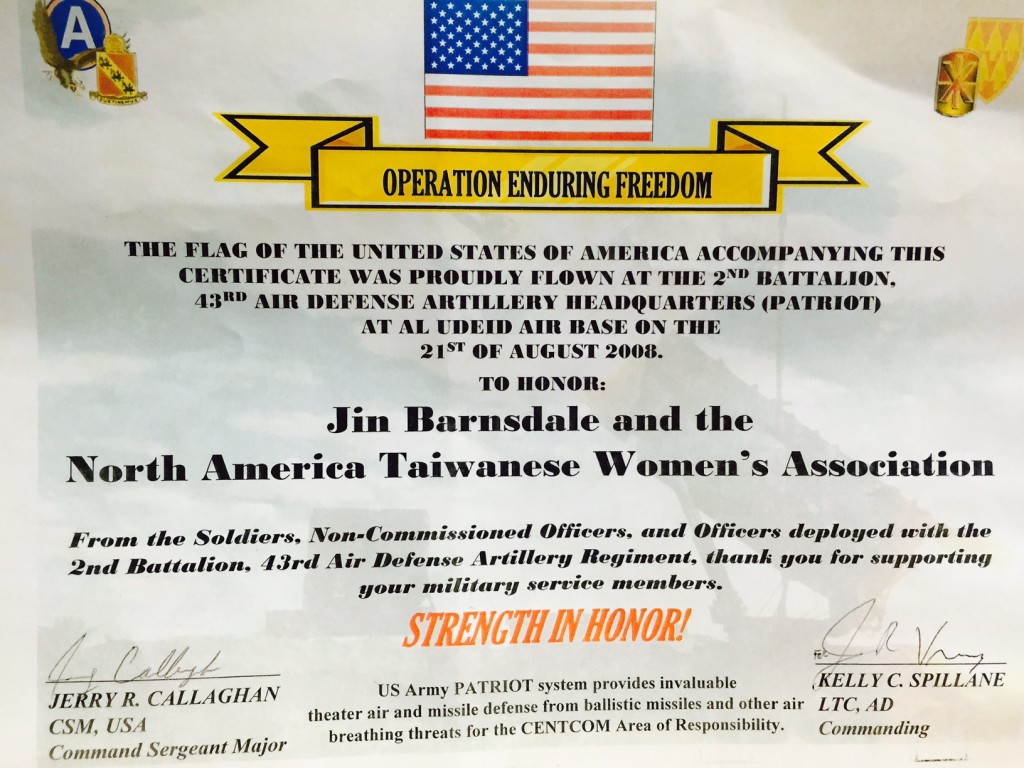 A
OPERATION ENDURING FREEDOM
THE FLAG OF THE UNITED STATES OF AMERICA ACCOMPANYING THIS
CERTIFICATE WAS PROUDLY FLOWN AT THE 2ND BATTALION,
43RD AIR DEFENSE ARTILLERY HEADQUARTERS (PATRIOT)
AT AL UDEID AIR BASE ON THE
21ST OF AUGUST 2008.
TO HONOR:
Jin Barnsdale and the
North America Taiwanese Women's Association
From the Soldiers, Non-Commissioned Officers, and Officers deployed with the
2nd Battalion, 43rd Air Defense Artillery Regiment, thank you for supporting
your military service members.
STRENGTH IN HONOR!
JERRY R. CALLAGHAN
CSM, USA
Command Sergeant Major
US Army PATRIOT system provides invaluable
theater air and missile defense from ballistic missiles and other air
breathing threats for the CENTCOM Area of Responsibility.
KELLY C. SPILLANE
LTC, AD
Commanding